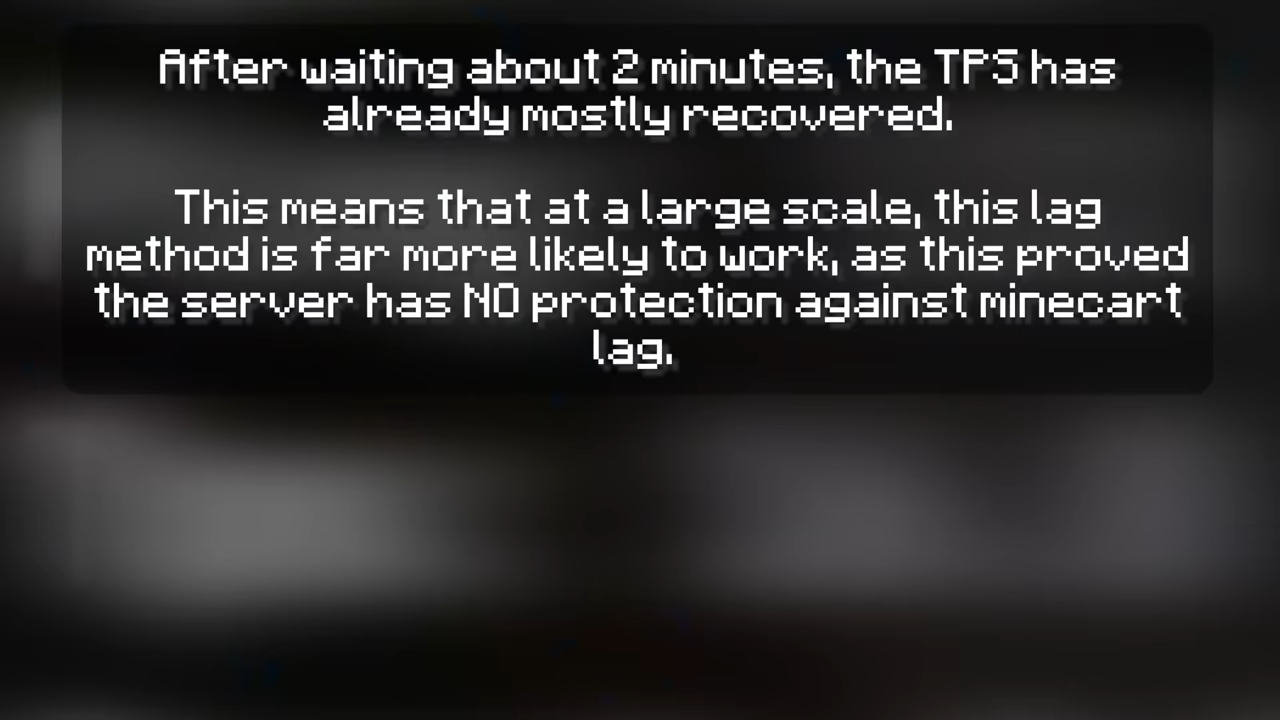 After waiting about 2 minutes, the TPS has
already mostly recovered.
This means that at a large scale, this lag
method is far more likely to work, as this proved
the server has NO protection against minecart
lag.